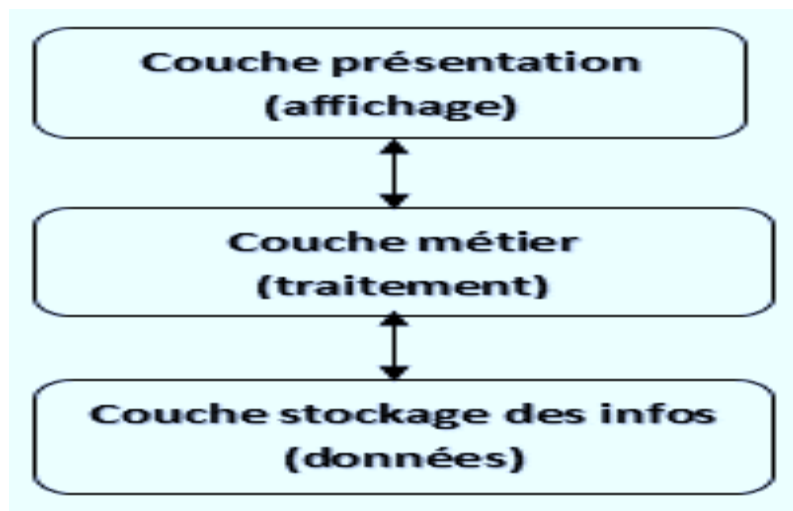 Couche présentation
(affichage)
Couche métier
(traitement)
Couche stockage des infos
(données)